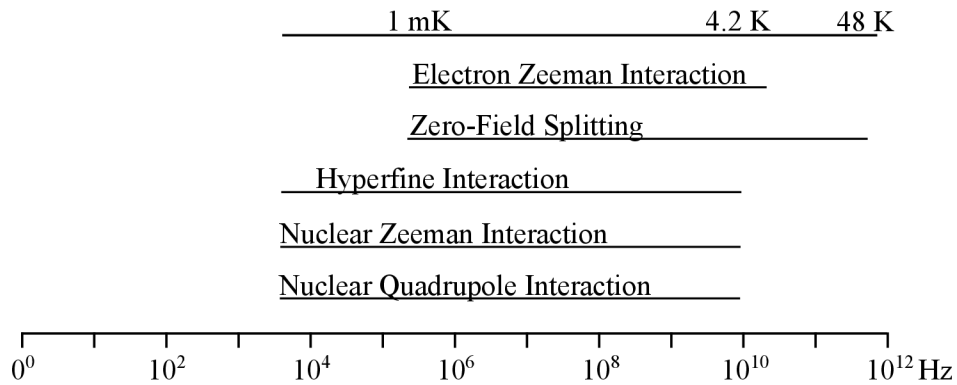 1 mK 4.2 K 48 K
Electron Zeeman Interaction
Zero-Field Splitting
Hyperfine Interaction
Nuclear Zeeman Interaction
Nuclear Quadrupole Interaction
10⁰ 10² 10⁴ 10⁶ 10⁸ 10¹⁰ 10¹² Hz